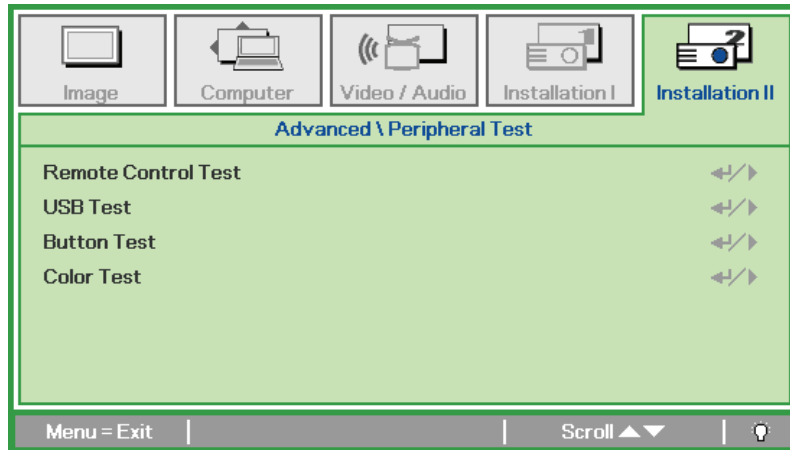 Image Computer Video / Audio Installation I Installation II
Advanced \ Peripheral Test
Remote Control Test
USB Test
Button Test
Color Test
Menu = Exit Scroll ▲▼